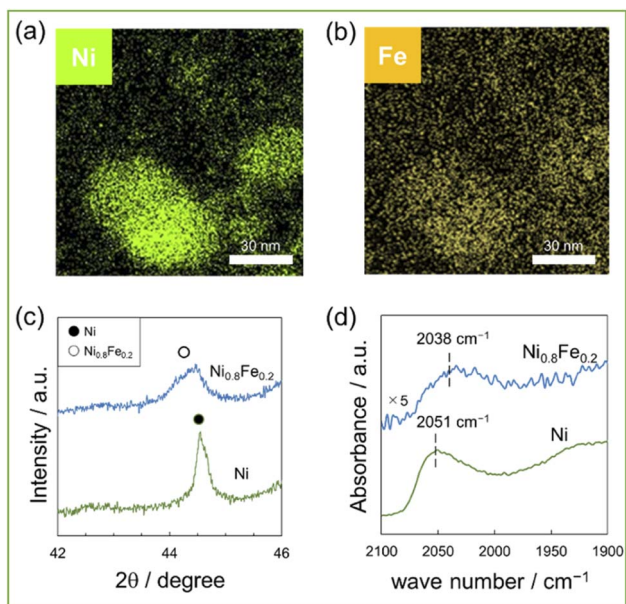 (a)
Ni
30 nm
(b)
Fe
30 nm
(c)
● Ni
○ Ni₀.₈Fe₀.₂
Ni₀.₈Fe₀.₂
Ni
Intensity / a.u.
42
44
46
2θ / degree
(d)
2038 cm⁻¹
Ni₀.₈Fe₀.₂
×5
2051 cm⁻¹
Ni
Absorbance / a.u.
2100
2050
2000
1950
1900
wave number / cm⁻¹